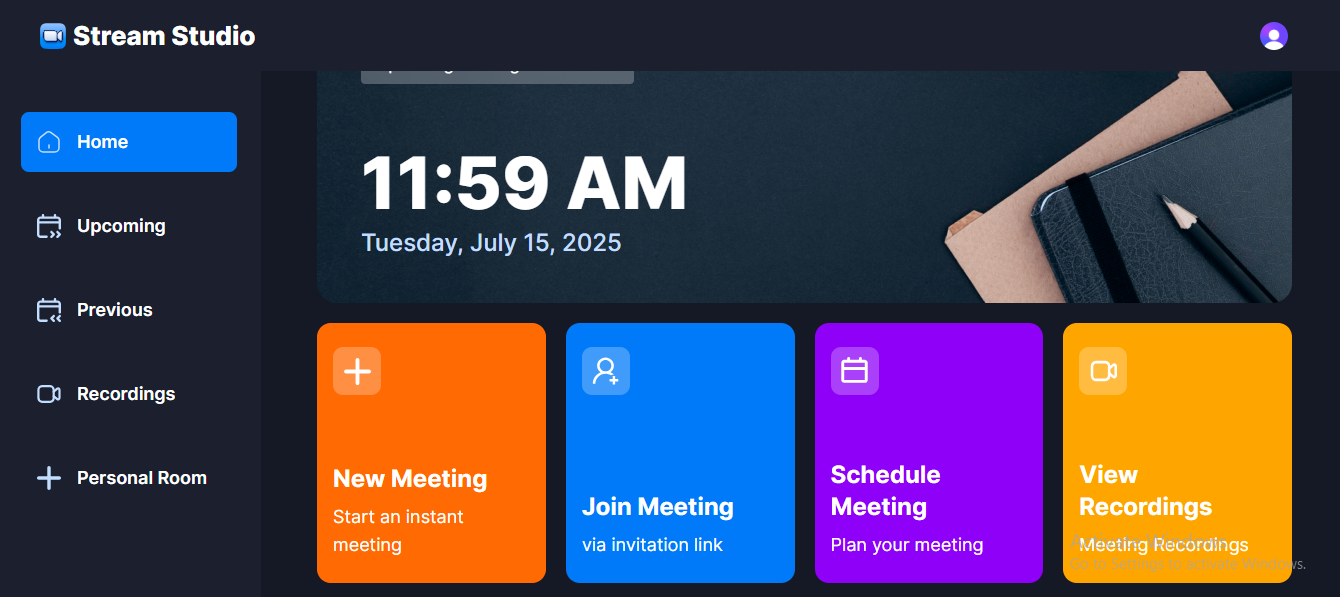 Stream Studio
Home
Upcoming
Previous
Recordings
Personal Room
11:59 AM
Tuesday, July 15, 2025
New Meeting
Start an instant
meeting
Join Meeting
via invitation link
Schedule
Meeting
Plan your meeting
View
Recordings
Meeting Recordings
Activate Windows
Go to Settings to activate Windows.